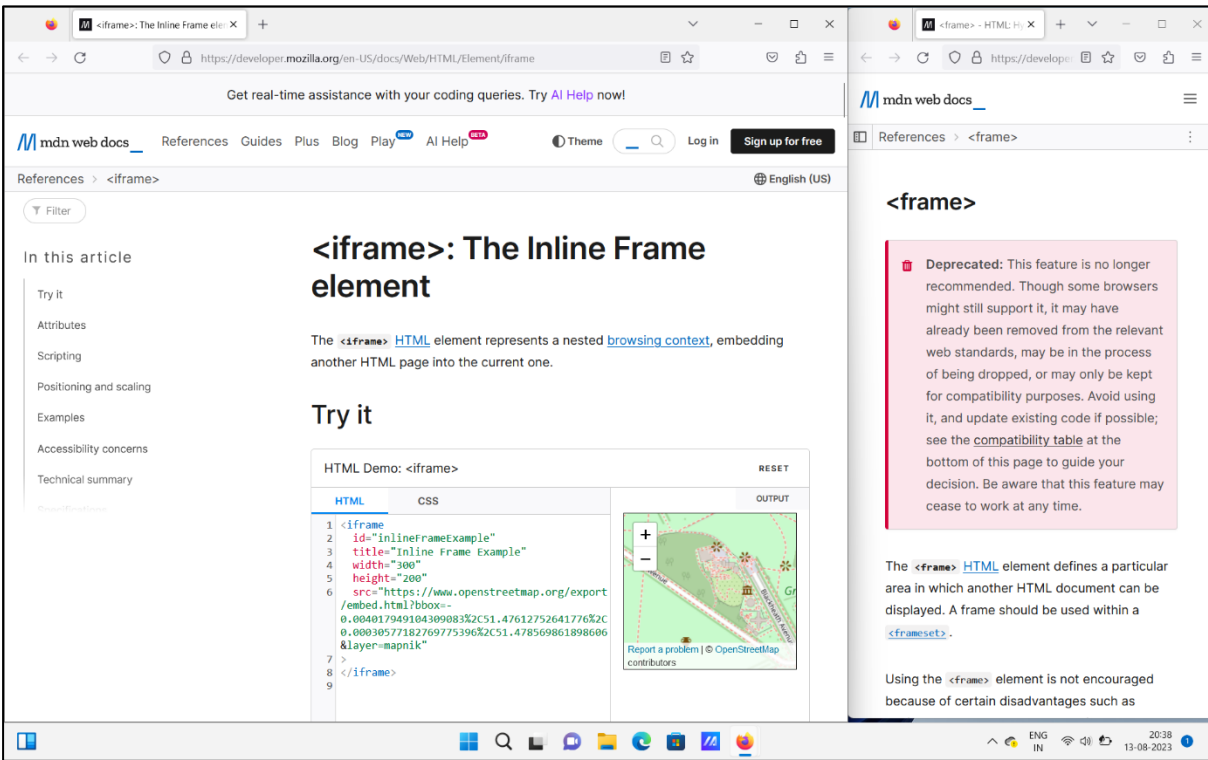 <iframe>: The Inline Frame ele
https://developer.mozilla.org/en-US/docs/Web/HTML/Element/iframe
Get real-time assistance with your coding queries. Try AI Help now!
mdn web docs_ References Guides Plus Blog Play NEW AI Help BETA Theme Log in Sign up for free
References > <iframe> English (US)
Filter
In this article
Try it
Attributes
Scripting
Positioning and scaling
Examples
Accessibility concerns
Technical summary
Specifications
<iframe>: The Inline Frame
element
The <iframe> HTML element represents a nested browsing context, embedding
another HTML page into the current one.
Try it
HTML Demo: <iframe> RESET
HTML CSS OUTPUT
1 <iframe
2 id="inlineFrameExample"
3 title="Inline Frame Example"
4 width="300"
5 height="200"
6 src="https://www.openstreetmap.org/export
/embed.html?bbox=-
0.004017949104309083%2C51.47612752641776%2C
0.00030577182769775396%2C51.478569861898606
&layer=mapnik"
7 >
8 </iframe>
9
+
−
Avenue
Blackheath Avenue
Gr
Report a problem | © OpenStreetMap
contributors
<frame> - HTML: Hy
https://develope
mdn web docs_
References > <frame>
<frame>
Deprecated: This feature is no longer
recommended. Though some browsers
might still support it, it may have
already been removed from the relevant
web standards, may be in the process
of being dropped, or may only be kept
for compatibility purposes. Avoid using
it, and update existing code if possible;
see the compatibility table at the
bottom of this page to guide your
decision. Be aware that this feature may
cease to work at any time.
The <frame> HTML element defines a particular
area in which another HTML document can be
displayed. A frame should be used within a
<frameset>.
Using the <frame> element is not encouraged
because of certain disadvantages such as
ENG
IN
20:38
13-08-2023
1